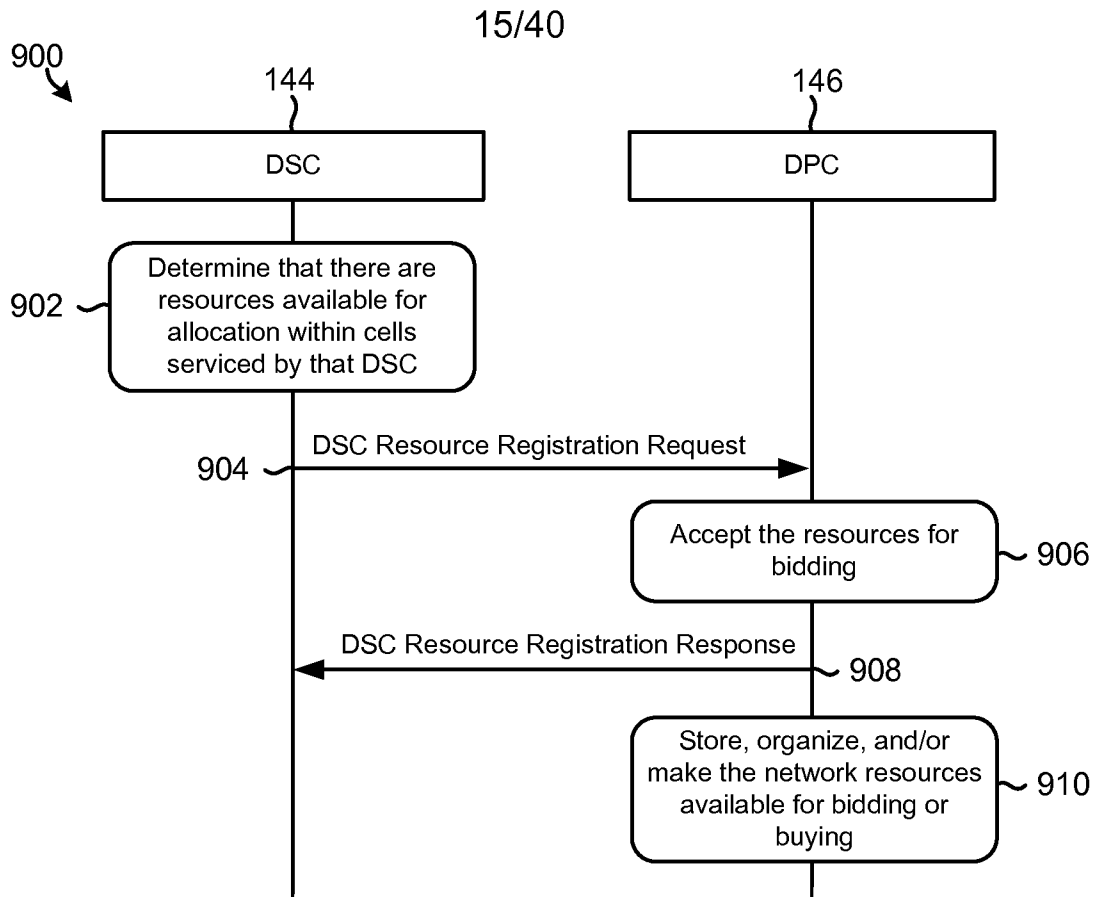 15/40
900
144
146
DSC
DPC
902
Determine that there are
resources available for
allocation within cells
serviced by that DSC
DSC Resource Registration Request
904
Accept the resources for
bidding
906
DSC Resource Registration Response
908
Store, organize, and/or
make the network resources
available for bidding or
buying
910